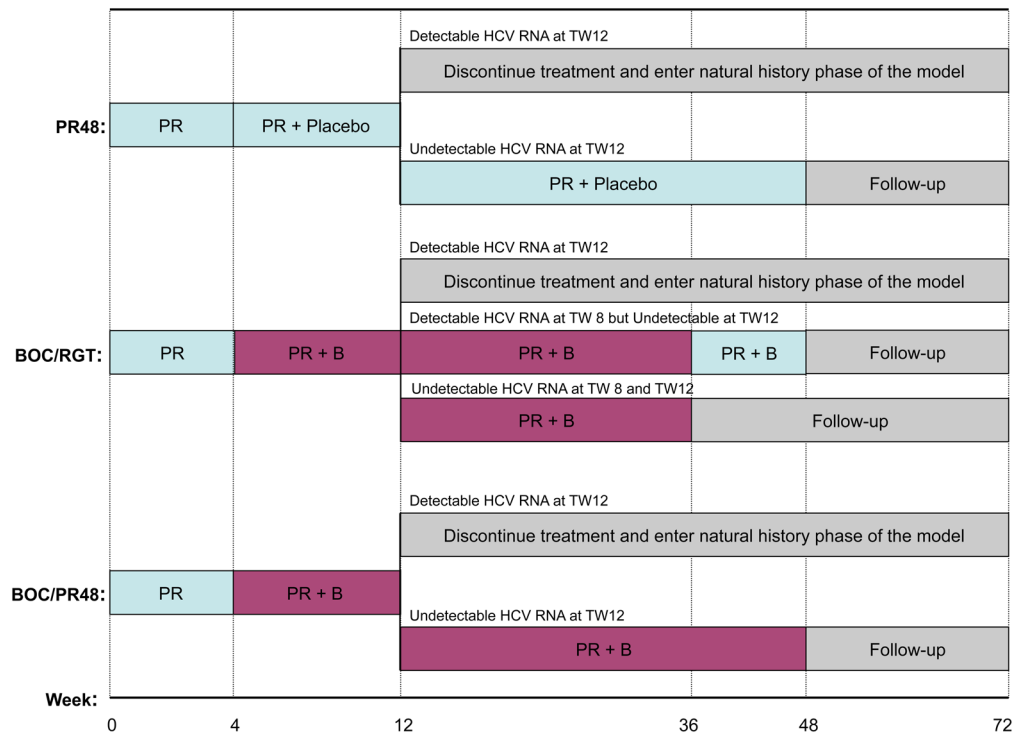 Detectable HCV RNA at TW12
Discontinue treatment and enter natural history phase of the model
PR48: PR PR + Placebo
Undetectable HCV RNA at TW12
PR + Placebo Follow-up
Detectable HCV RNA at TW12
Discontinue treatment and enter natural history phase of the model
Detectable HCV RNA at TW 8 but Undetectable at TW12
BOC/RGT: PR PR + B PR + B PR + B Follow-up
Undetectable HCV RNA at TW 8 and TW12
PR + B Follow-up
Detectable HCV RNA at TW12
Discontinue treatment and enter natural history phase of the model
BOC/PR48: PR PR + B
Undetectable HCV RNA at TW12
PR + B Follow-up
Week:
0 4 12 36 48 72